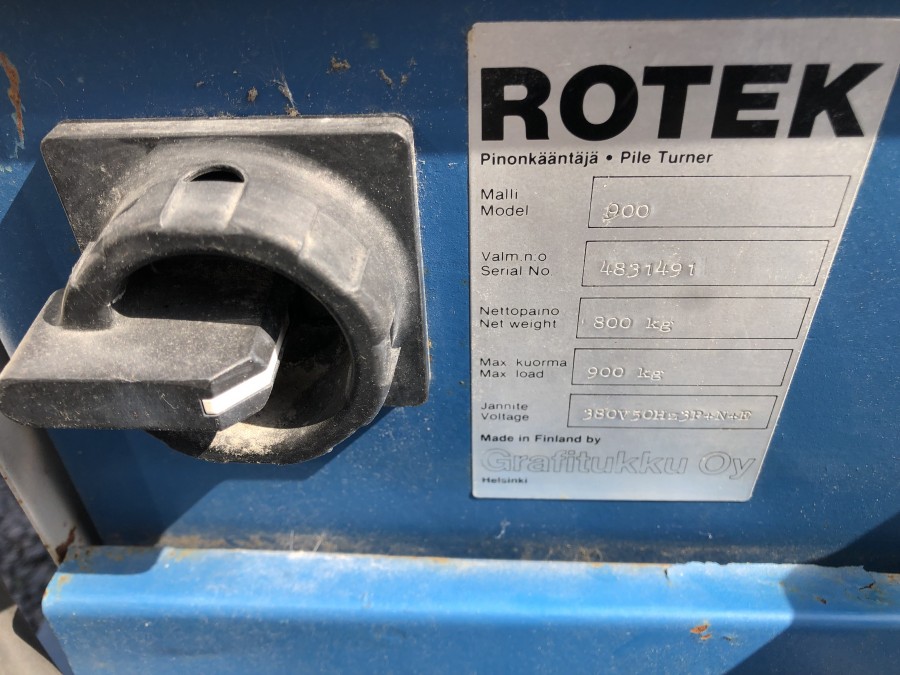 ROTEK
Pinonkääntäjä • Pile Turner
Malli
Model
900
Valm.n:o
Serial No
4831491
Nettopaino
Net weight
800 kg
Max kuorma
Max load
900 kg
Jännite
Voltage
380V50Hz3F+N+E
Made in Finland by
Grafitukku Oy
Helsinki